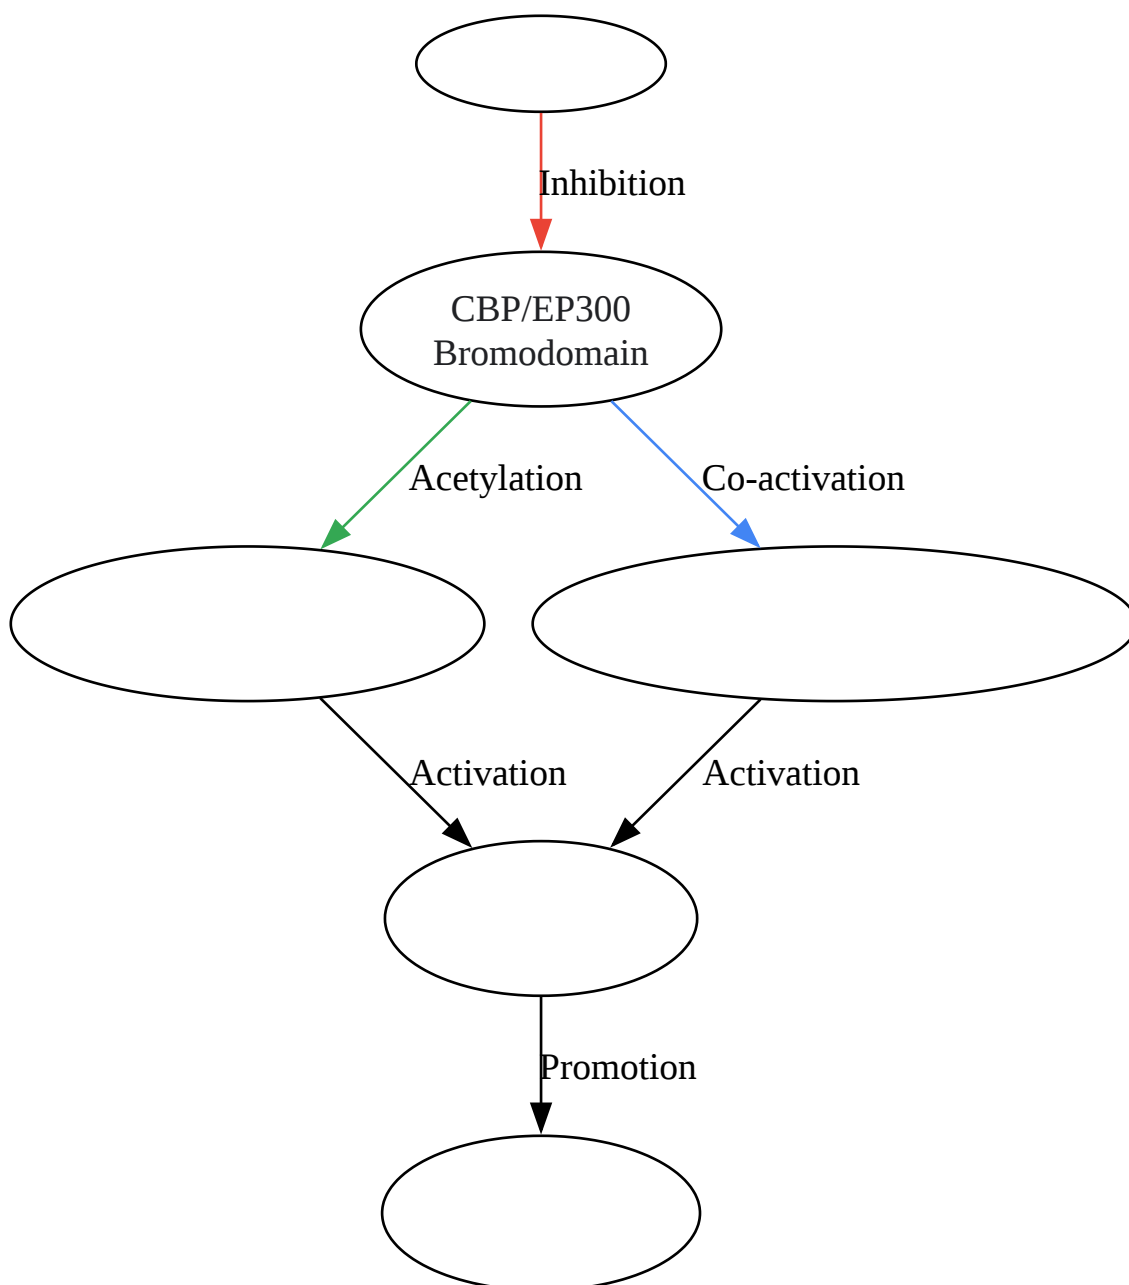 Inhibition
CBP/EP300
Bromodomain
Acetylation
Co-activation
Activation
Activation
Promotion